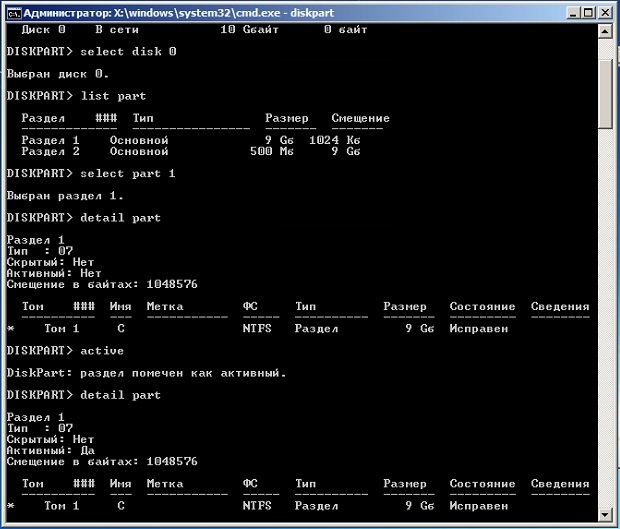 Администратор: X:\windows\system32\cmd.exe - diskpart
Диск 0 В сети 10 Gбайт 0 байт
DISKPART> select disk 0
Выбран диск 0.
DISKPART> list part
Раздел ### Тип Размер Смещение
------------- ---------------- ------- -------
Раздел 1 Основной 9 Gб 1024 Kб
Раздел 2 Основной 500 Mб 9 Gб
DISKPART> select part 1
Выбран раздел 1.
DISKPART> detail part
Раздел 1
Тип : 07
Скрытый: Нет
Активный: Нет
Смещение в байтах: 1048576
Том ### Имя Метка ФС Тип Размер Состояние Сведения
---------- --- ----------- ----- ---------- ------- --------- --------
* Том 1 C NTFS Раздел 9 Gб Исправен
DISKPART> active
DiskPart: раздел помечен как активный.
DISKPART> detail part
Раздел 1
Тип : 07
Скрытый: Нет
Активный: Да
Смещение в байтах: 1048576
Том ### Имя Метка ФС Тип Размер Состояние Сведения
---------- --- ----------- ----- ---------- ------- --------- --------
* Том 1 C NTFS Раздел 9 Gб Исправен